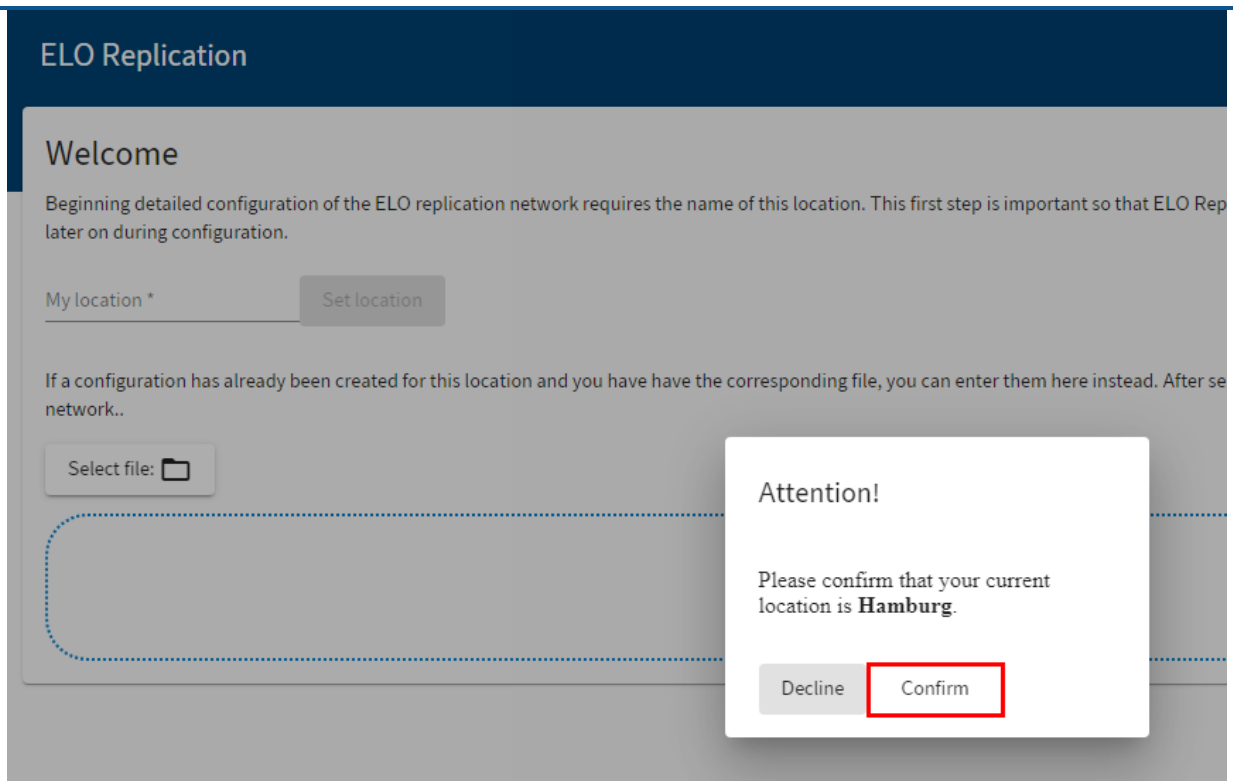 ELO Replication
Welcome
Beginning detailed configuration of the ELO replication network requires the name of this location. This first step is important so that ELO Rep
later on during configuration.
My location *
Set location
If a configuration has already been created for this location and you have have the corresponding file, you can enter them here instead. After se
network..
Select file:
Attention!
Please confirm that your current
location is Hamburg.
Decline
Confirm